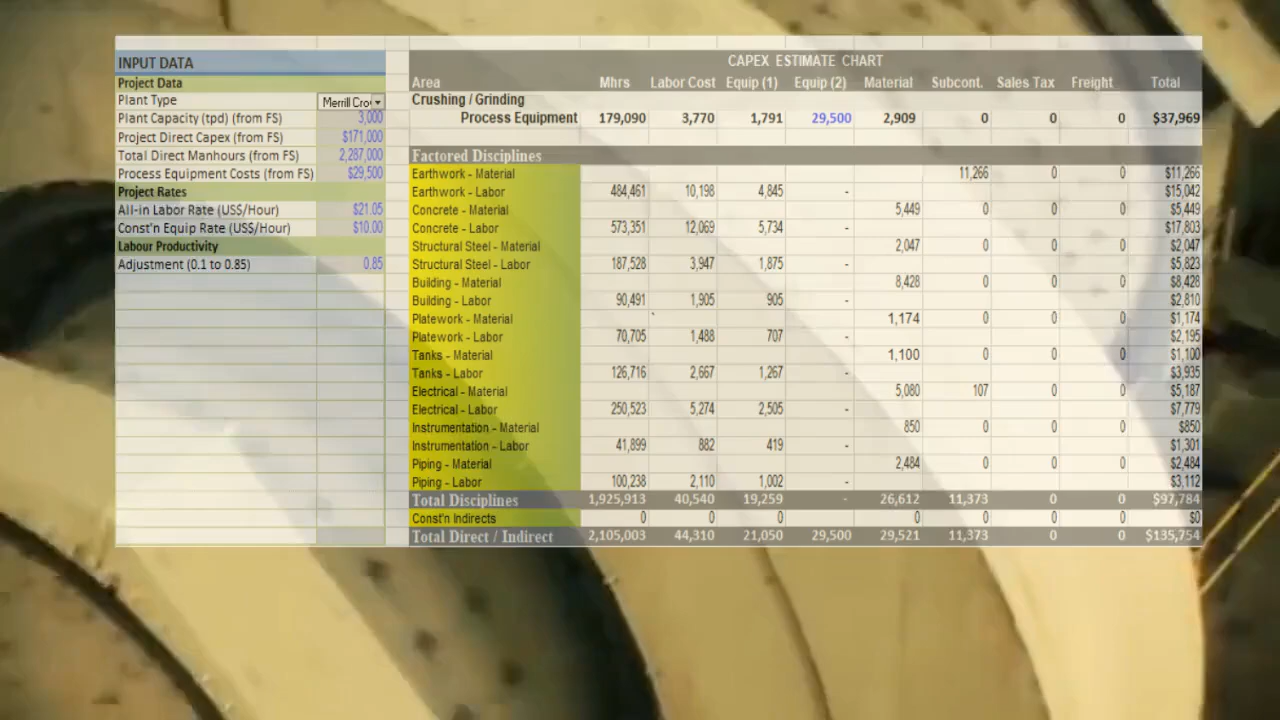 INPUT DATA
Project Data
Plant Type Merrill Cro
Plant Capacity (tpd) (from FS) 3,000
Project Direct Capex (from FS) $171,000
Total Direct Manhours (from FS) 2,287,000
Process Equipment Costs (from FS) $29,500
Project Rates
All-in Labor Rate (US$/Hour) $21.05
Const'n Equip Rate (US$/Hour) $10.00
Labour Productivity
Adjustment (0.1 to 0.85) 0.85
CAPEX ESTIMATE CHART
Area Mhrs Labor Cost Equip (1) Equip (2) Material Subcont. Sales Tax Freight Total
Crushing / Grinding
Process Equipment 179,090 3,770 1,791 29,500 2,909 0 0 0 $37,969
Factored Disciplines
Earthwork - Material 11,266 0 0 $11,266
Earthwork - Labor 484,461 10,198 4,845 - $15,042
Concrete - Material 5,449 0 0 0 $5,449
Concrete - Labor 573,351 12,069 5,734 - $17,803
Structural Steel - Material 2,047 0 0 0 $2,047
Structural Steel - Labor 187,528 3,947 1,875 - $5,823
Building - Material 8,428 0 0 0 $8,428
Building - Labor 90,491 1,905 905 - $2,810
Platework - Material 1,174 0 0 0 $1,174
Platework - Labor 70,705 1,488 707 - $2,195
Tanks - Material 1,100 0 0 0 $1,100
Tanks - Labor 126,716 2,667 1,267 - $3,935
Electrical - Material 5,080 107 0 0 $5,187
Electrical - Labor 250,523 5,274 2,505 - $7,779
Instrumentation - Material 850 0 0 0 $850
Instrumentation - Labor 41,899 882 419 - $1,301
Piping - Material 2,484 0 0 0 $2,484
Piping - Labor 100,238 2,110 1,002 - $3,112
Total Disciplines 1,925,913 40,540 19,259 - 26,612 11,373 0 0 $97,784
Const'n Indirects 0 0 0 0 0 0 0 $0
Total Direct / Indirect 2,105,003 44,310 21,050 29,500 29,521 11,373 0 0 $135,754